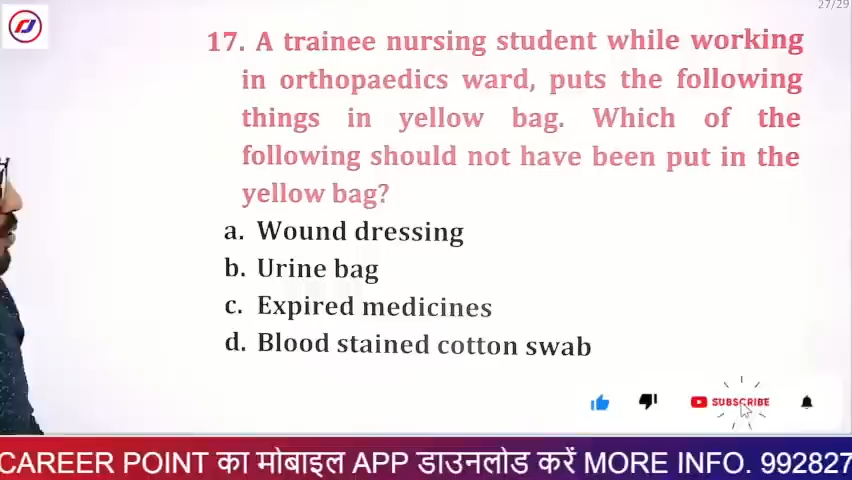 27/29
17. A trainee nursing student while working
in orthopaedics ward, puts the following
things in yellow bag. Which of the
following should not have been put in the
yellow bag?
a. Wound dressing
b. Urine bag
c. Expired medicines
d. Blood stained cotton swab
SUBSCRIBE
CAREER POINT का मोबाइल APP डाउनलोड करें MORE INFO. 992827